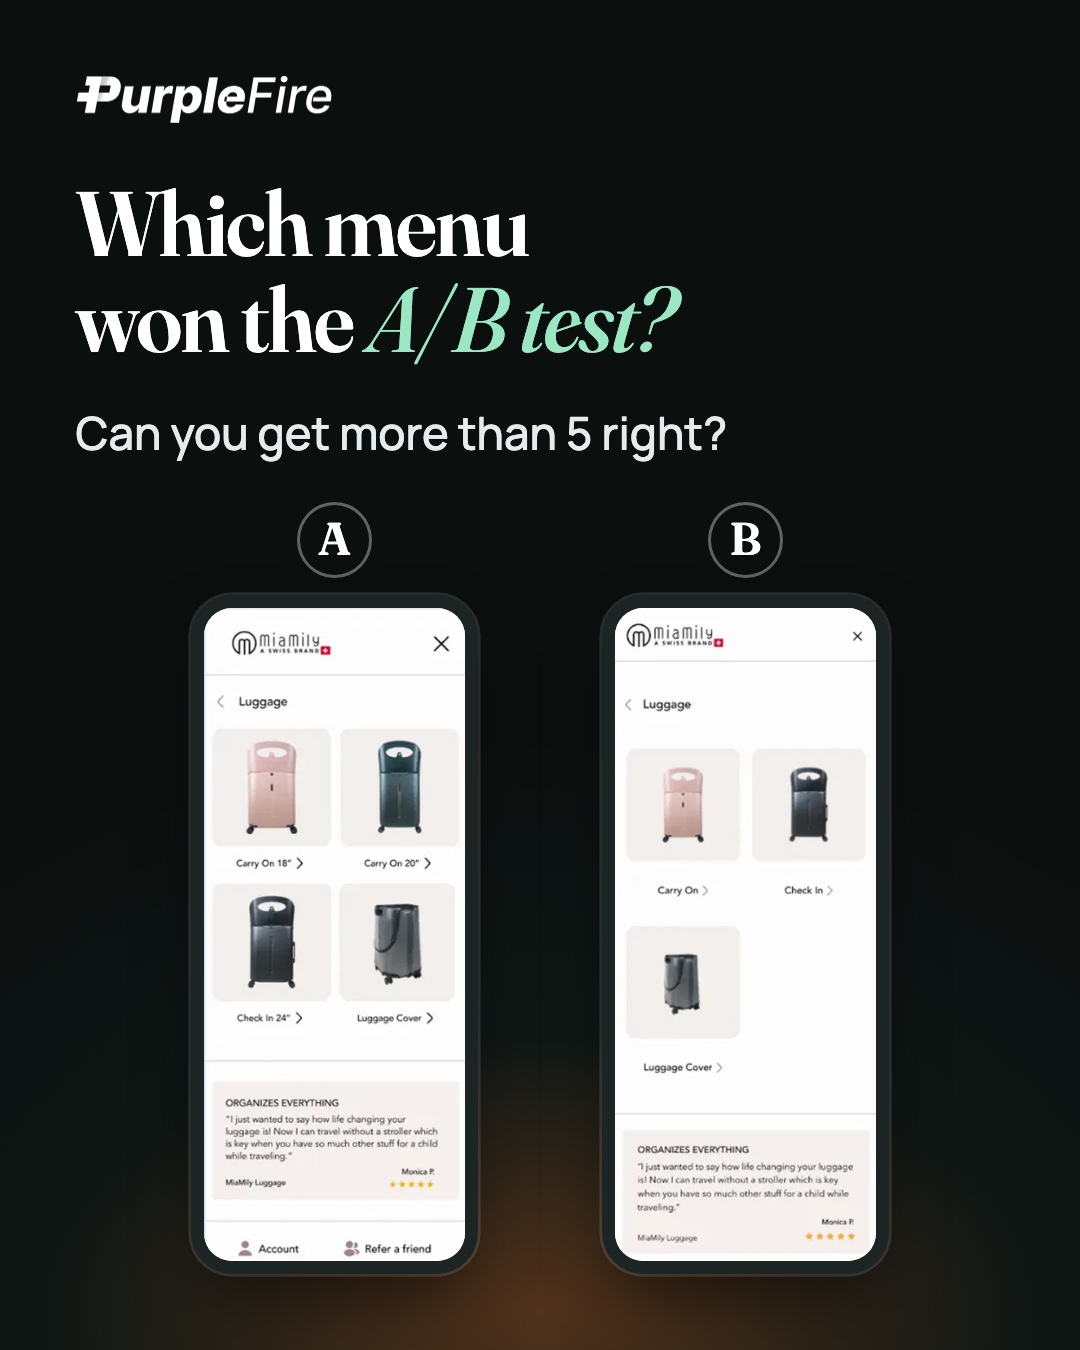 PurpleFire
Which menu
won the A/B test?
Can you get more than 5 right?
A
miamily
A SWISS BRAND
Luggage
Carry On 18"
Carry On 20"
Check In 24"
Luggage Cover
ORGANIZES EVERYTHING
"I just wanted to say how life changing your
luggage is! Now I can travel without a stroller which
is key when you have so much other stuff for a child
while traveling."
Monica P.
MiaMily Luggage
Account
Refer a friend
B
miamily
A SWISS BRAND
Luggage
Carry On
Check In
Luggage Cover
ORGANIZES EVERYTHING
"I just wanted to say how life changing your luggage
is! Now I can travel without a stroller which is key
when you have so much other stuff for a child while
traveling."
Monica P.
MiaMily Luggage